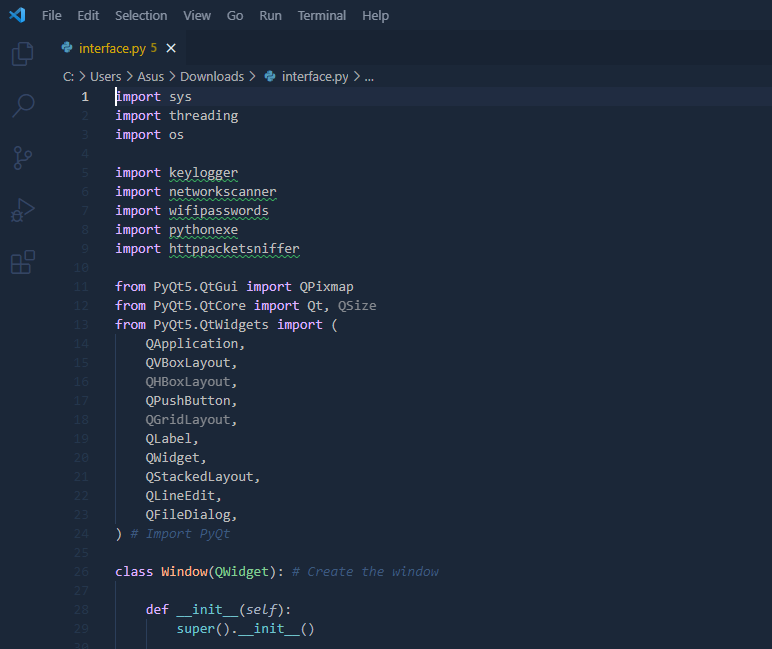 File Edit Selection View Go Run Terminal Help
interface.py 5
C: > Users > Asus > Downloads > interface.py > ...
1 import sys
2 import threading
3 import os
4
5 import keylogger
6 import networkscanner
7 import wifipasswords
8 import pythonexe
9 import httppacketsniffer
10
11 from PyQt5.QtGui import QPixmap
12 from PyQt5.QtCore import Qt, QSize
13 from PyQt5.QtWidgets import (
14     QApplication,
15     QVBoxLayout,
16     QHBoxLayout,
17     QPushButton,
18     QGridLayout,
19     QLabel,
20     QWidget,
21     QStackedLayout,
22     QLineEdit,
23     QFileDialog,
24 ) # Import PyQt
25
26 class Window(QWidget): # Create the window
27
28     def __init__(self):
29         super().__init__()
30